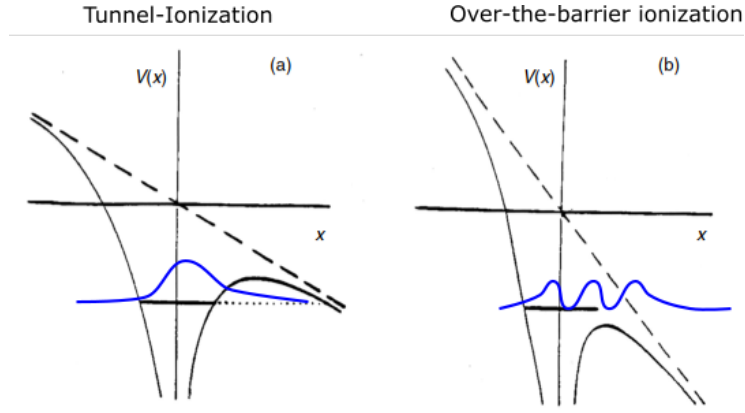 Tunnel-Ionization
Over-the-barrier ionization
V(x)
(a)
x
V(x)
(b)
x